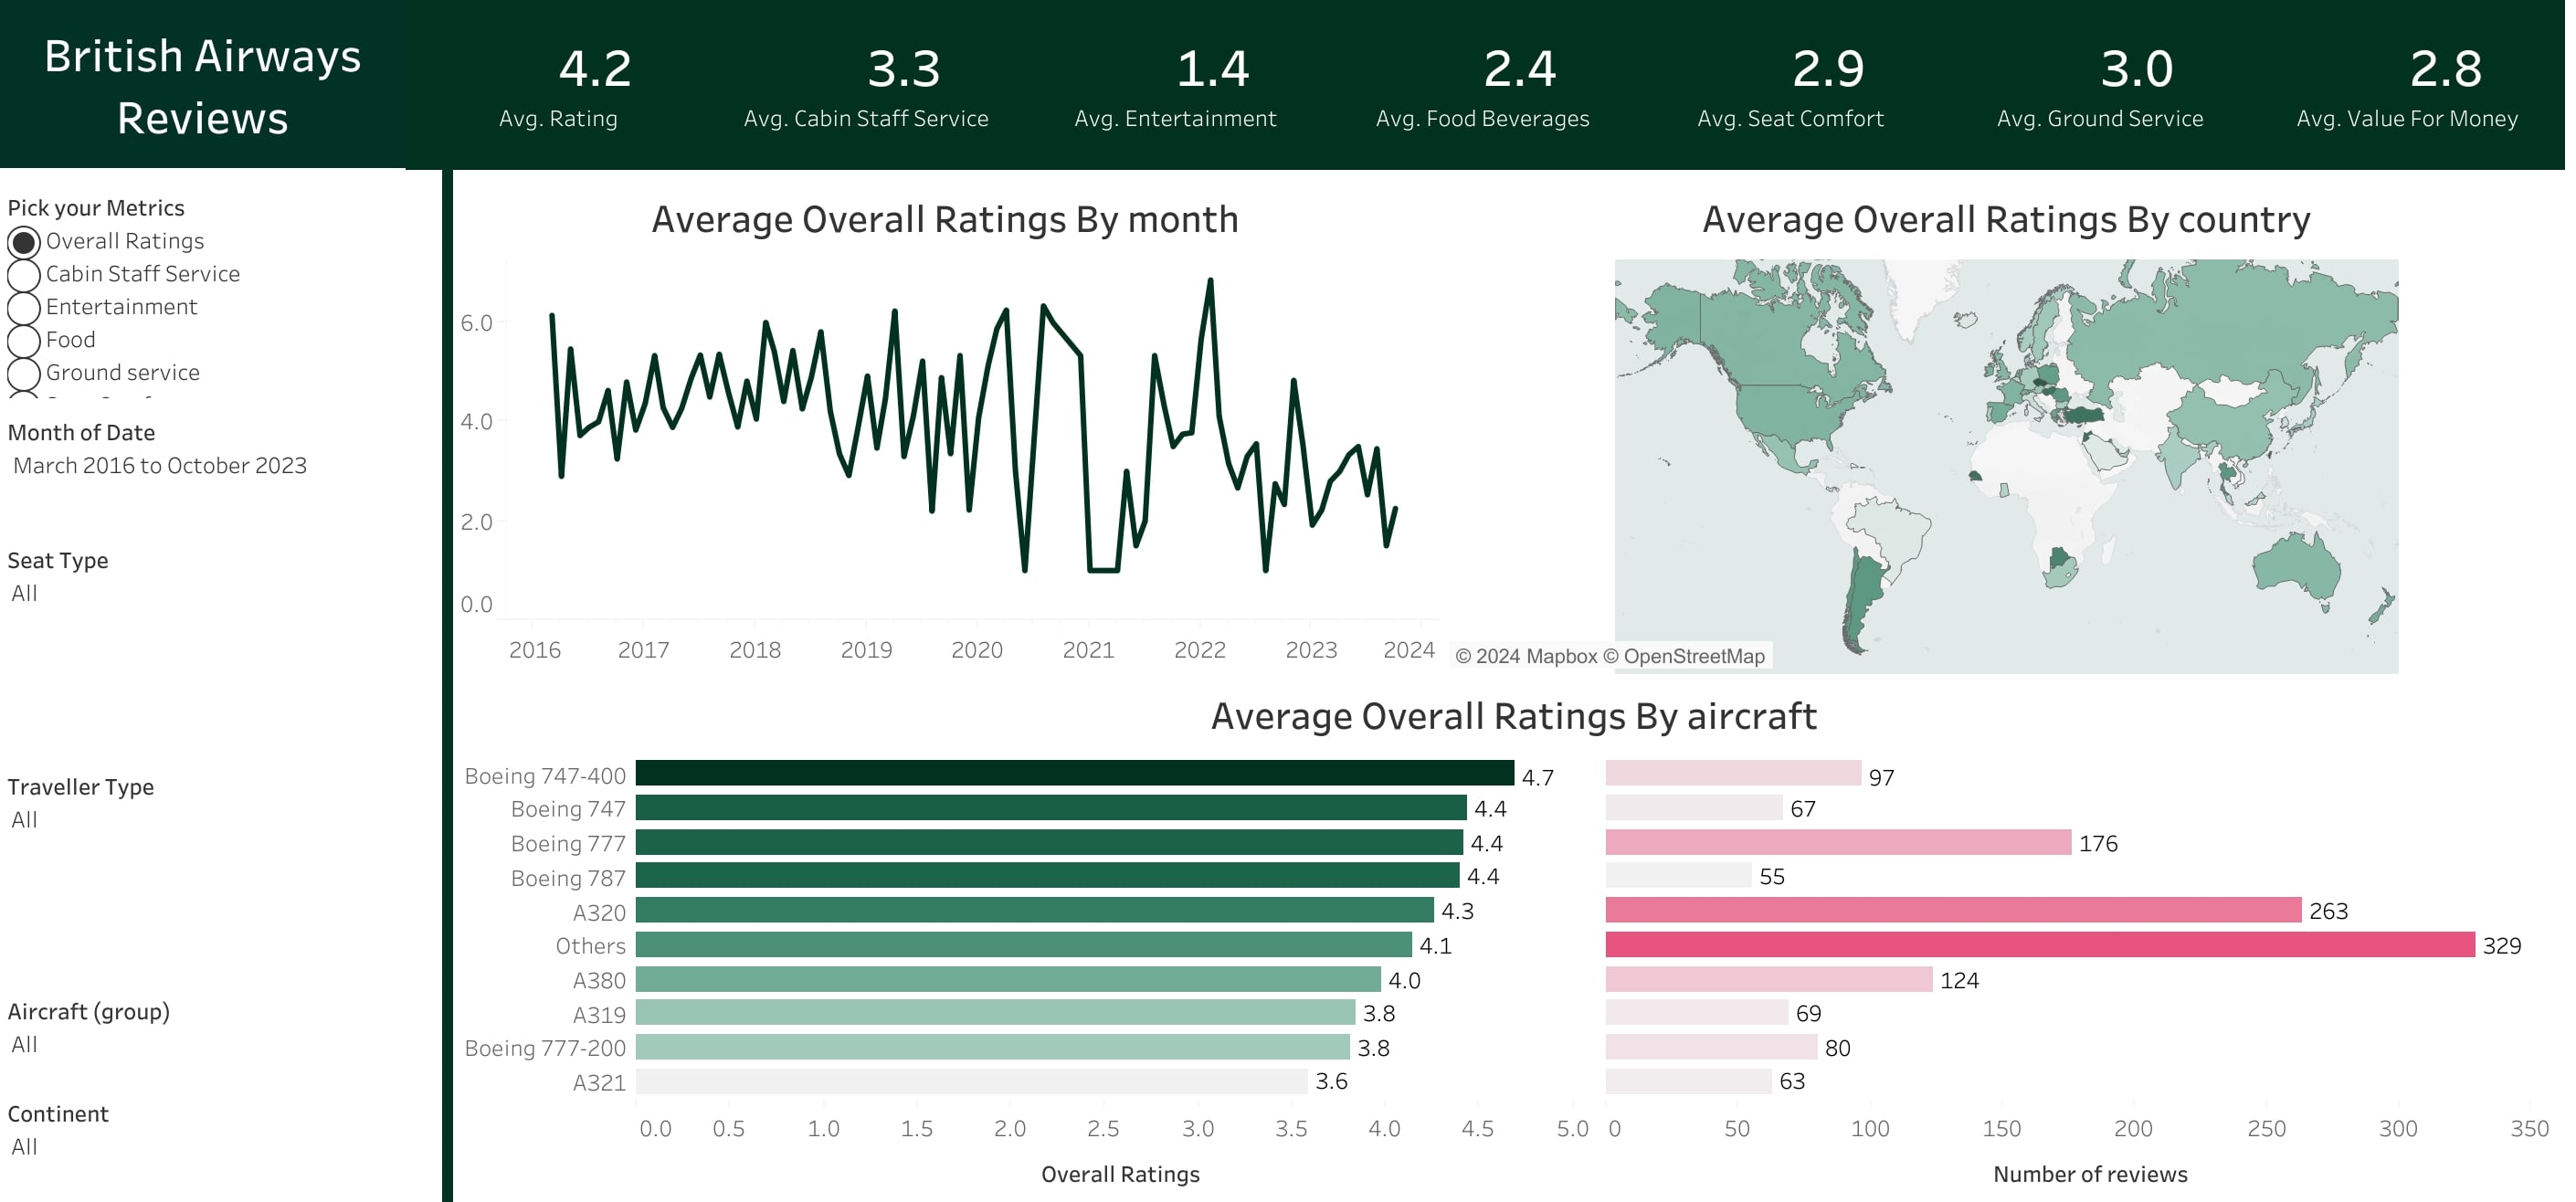 British Airways
Reviews
4.2
Avg. Rating
3.3
Avg. Cabin Staff Service
1.4
Avg. Entertainment
2.4
Avg. Food Beverages
2.9
Avg. Seat Comfort
3.0
Avg. Ground Service
2.8
Avg. Value For Money
Pick your Metrics
Overall Ratings
Cabin Staff Service
Entertainment
Food
Ground service
Month of Date
March 2016 to October 2023
Seat Type
All
Traveller Type
All
Aircraft (group)
All
Continent
All
Average Overall Ratings By month
6.0
4.0
2.0
0.0
2016 2017 2018 2019 2020 2021 2022 2023 2024
Average Overall Ratings By country
© 2024 Mapbox © OpenStreetMap
Average Overall Ratings By aircraft
Boeing 747-400 4.7 97
Boeing 747 4.4 67
Boeing 777 4.4 176
Boeing 787 4.4 55
A320 4.3 263
Others 4.1 329
A380 4.0 124
A319 3.8 69
Boeing 777-200 3.8 80
A321 3.6 63
0.0 0.5 1.0 1.5 2.0 2.5 3.0 3.5 4.0 4.5 5.0 0 50 100 150 200 250 300 350
Overall Ratings
Number of reviews